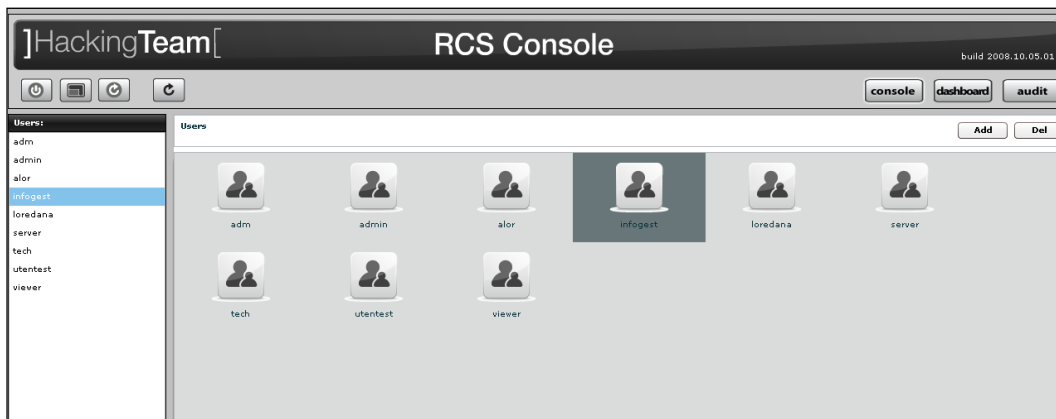 ]HackingTeam[
RCS Console
build 2008.10.05.01
console dashboard audit
Users:
adm
admin
alor
infogest
loredana
server
tech
utentest
viewer
Users
Add Del
adm admin alor infogest loredana server
tech utentest viewer